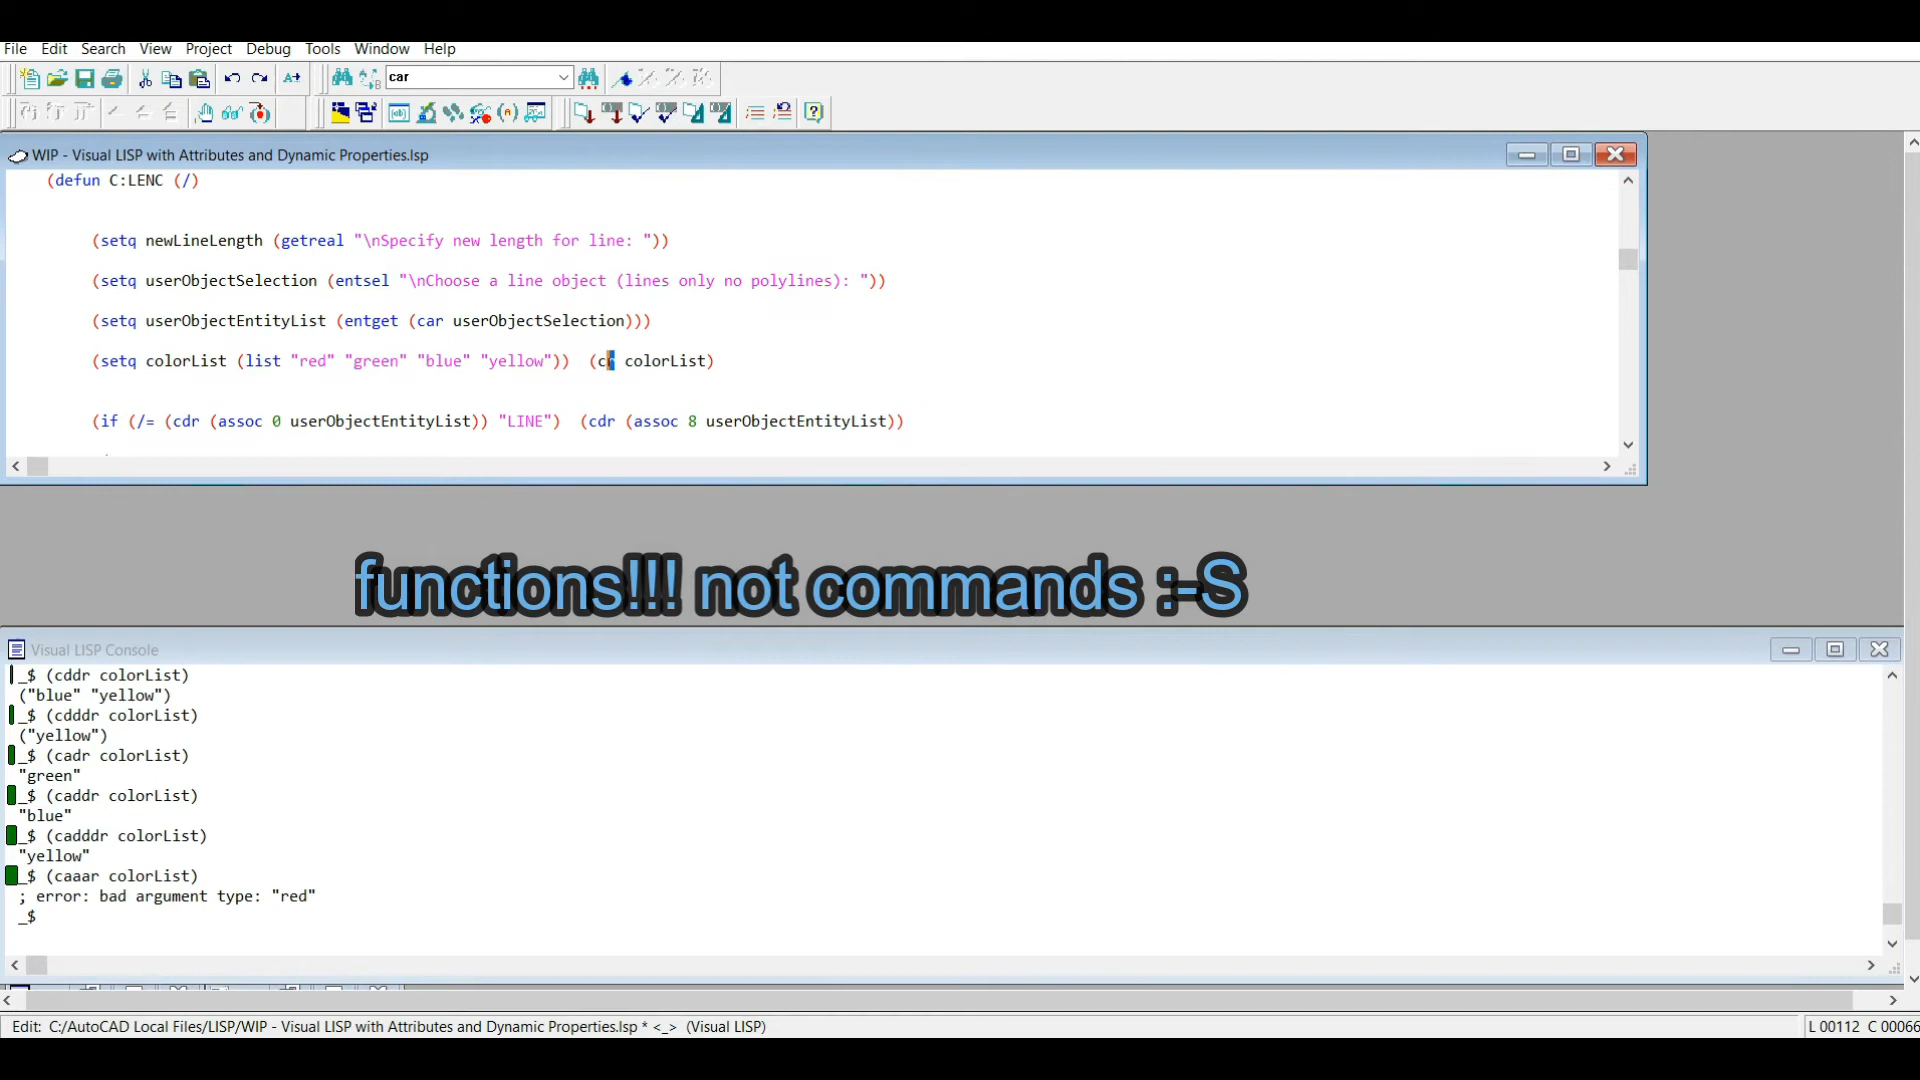 File Edit Search View Project Debug Tools Window Help
car
WIP - Visual LISP with Attributes and Dynamic Properties.lsp
(defun C:LENC (/)
(setq newLineLength (getreal "\nSpecify new length for line: "))
(setq userObjectSelection (entsel "\nChoose a line object (lines only no polylines): "))
(setq userObjectEntityList (entget (car userObjectSelection)))
(setq colorList (list "red" "green" "blue" "yellow")) (cr colorList)
(if (/= (cdr (assoc 0 userObjectEntityList)) "LINE") (cdr (assoc 8 userObjectEntityList))
functions!!! not commands :-S
Visual LISP Console
_$ (cddr colorList)
("blue" "yellow")
_$ (cdddr colorList)
("yellow")
_$ (cadr colorList)
"green"
_$ (caddr colorList)
"blue"
_$ (cadddr colorList)
"yellow"
_$ (caaar colorList)
; error: bad argument type: "red"
_$
Edit: C:/AutoCAD Local Files/LISP/WIP - Visual LISP with Attributes and Dynamic Properties.lsp * <_> (Visual LISP)
L 00112 C 00066